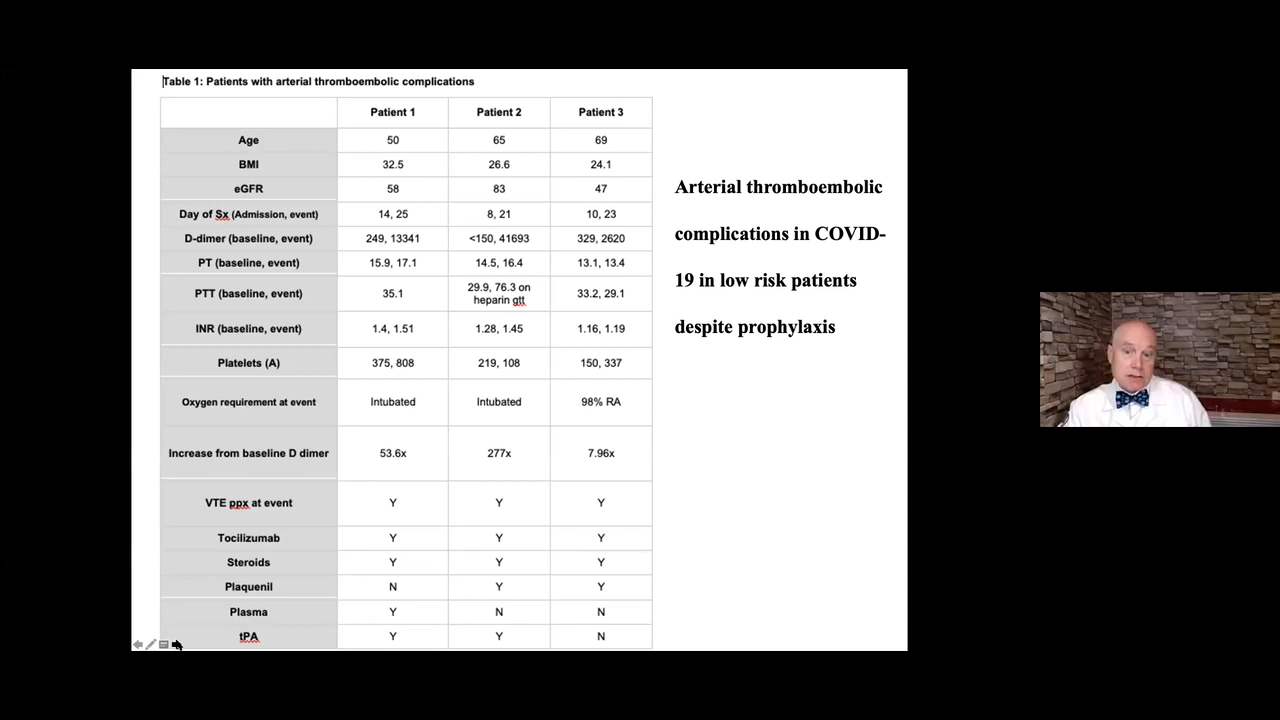 Table 1: Patients with arterial thromboembolic complications
Patient 1 Patient 2 Patient 3
Age 50 65 69
BMI 32.5 26.6 24.1
eGFR 58 83 47
Day of Sx (Admission, event) 14, 25 8, 21 10, 23
D-dimer (baseline, event) 249, 13341 <150, 41693 329, 2620
PT (baseline, event) 15.9, 17.1 14.5, 16.4 13.1, 13.4
PTT (baseline, event) 35.1 29.9, 76.3 on 33.2, 29.1
heparin gtt
INR (baseline, event) 1.4, 1.51 1.28, 1.45 1.16, 1.19
Platelets (A) 375, 808 219, 108 150, 337
Oxygen requirement at event Intubated Intubated 98% RA
Increase from baseline D dimer 53.6x 277x 7.96x
VTE ppx at event Y Y Y
Tocilizumab Y Y Y
Steroids Y Y Y
Plaquenil N Y Y
Plasma Y N N
tPA Y Y N
Arterial thromboembolic
complications in COVID-
19 in low risk patients
despite prophylaxis